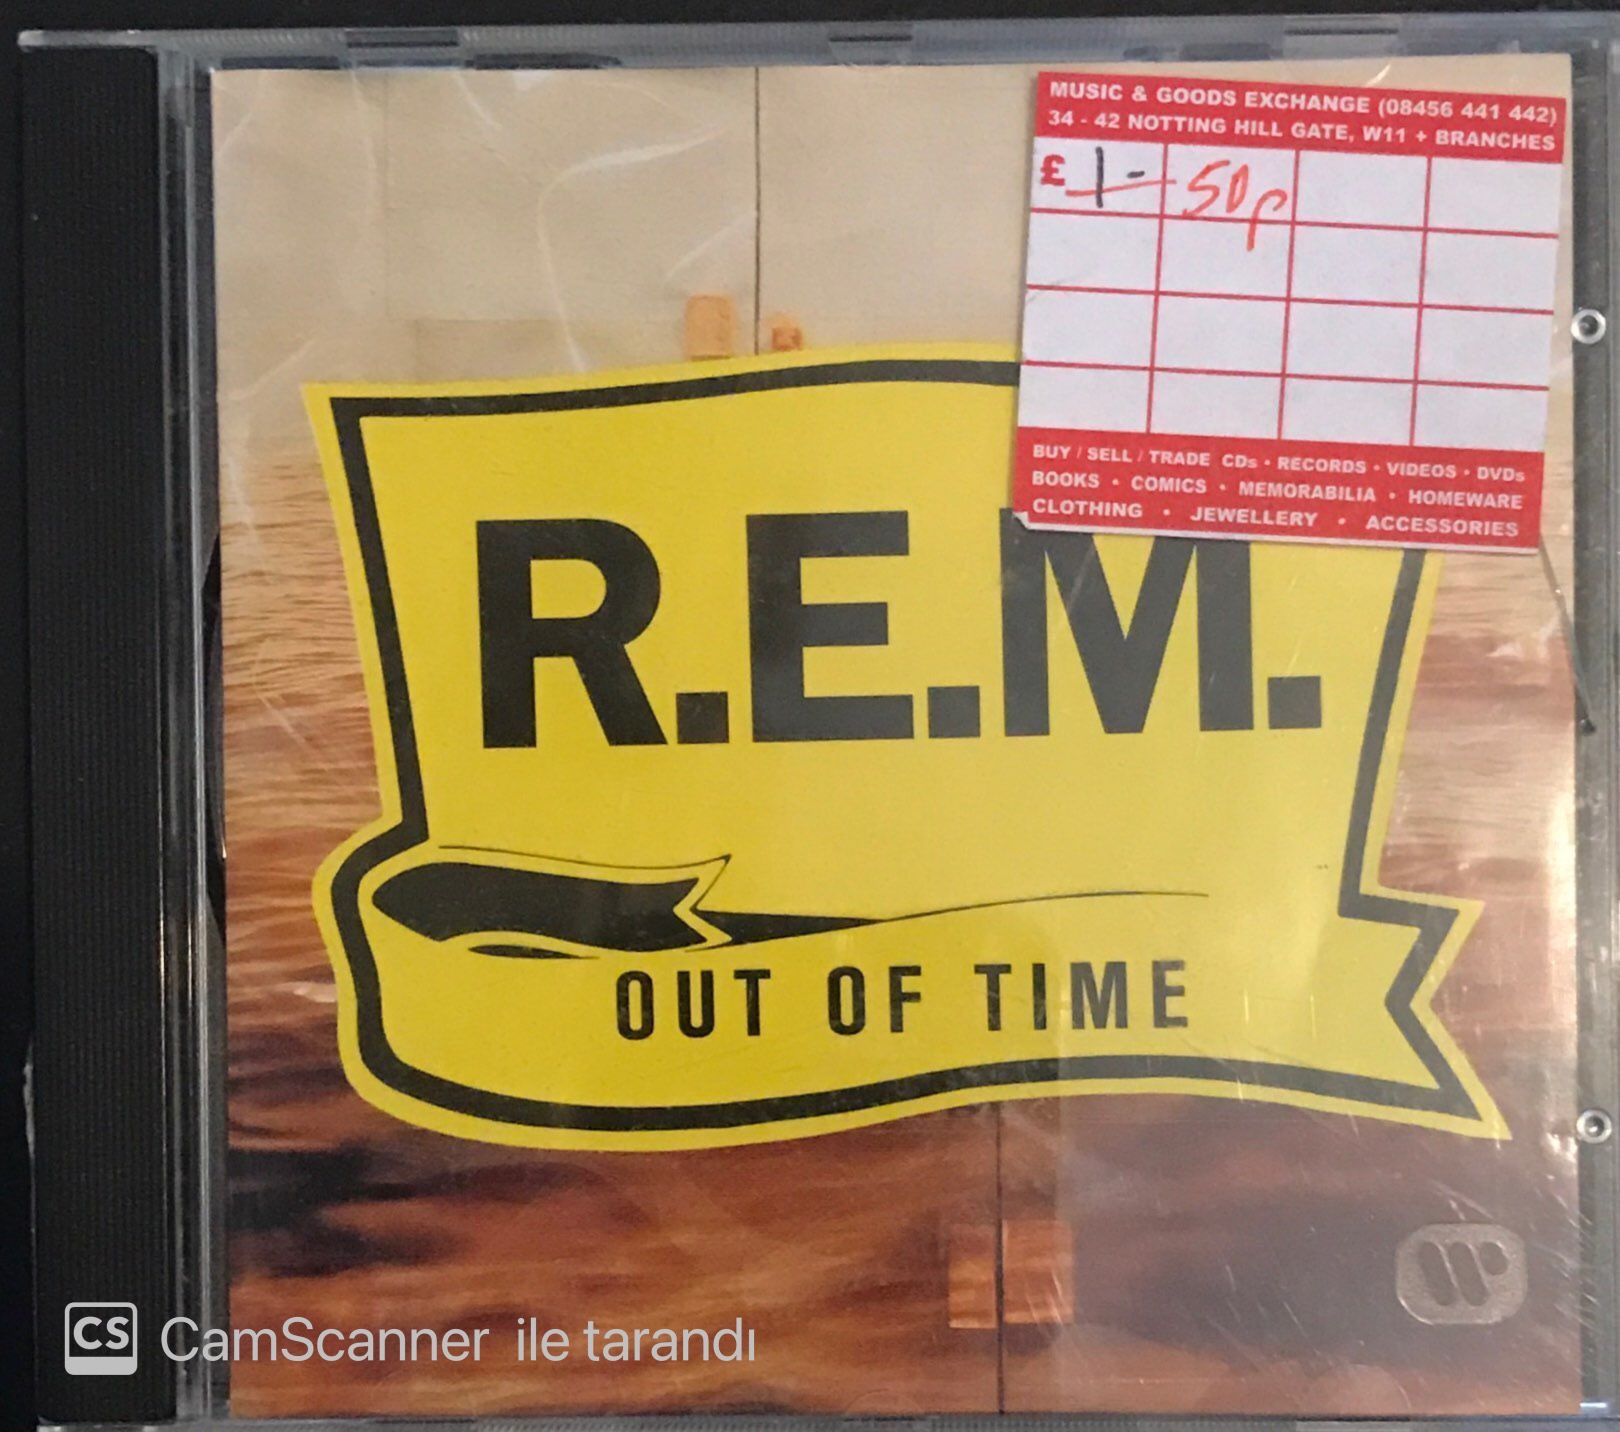 MUSIC & GOODS EXCHANGE (08456 441 442)
34 - 42 NOTTING HILL GATE, W11 + BRANCHES
£ 1 - 50p
BUY / SELL / TRADE CDs • RECORDS • VIDEOS • DVDs
BOOKS • COMICS • MEMORABILIA • HOMEWARE
CLOTHING • JEWELLERY • ACCESSORIES
R.E.M.
OUT OF TIME
CS CamScanner ile tarandı